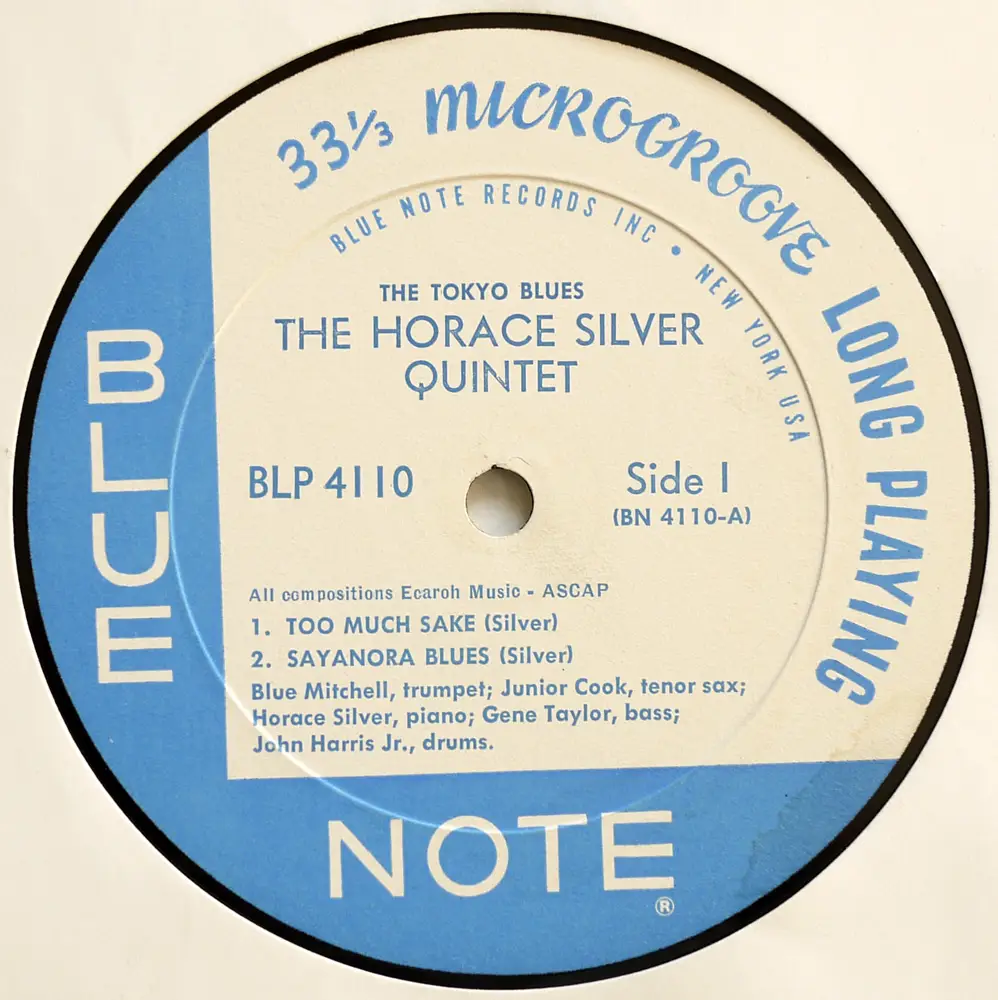 33⅓ MICROGROOVE LONG PLAYING
BLUE NOTE RECORDS INC • NEW YORK USA
THE TOKYO BLUES
THE HORACE SILVER
QUINTET
BLP 4110
Side 1
(BN 4110-A)
All compositions Ecaroh Music - ASCAP
1. TOO MUCH SAKE (Silver)
2. SAYANORA BLUES (Silver)
Blue Mitchell, trumpet; Junior Cook, tenor sax;
Horace Silver, piano; Gene Taylor, bass;
John Harris Jr., drums.
BLUE
NOTE
®